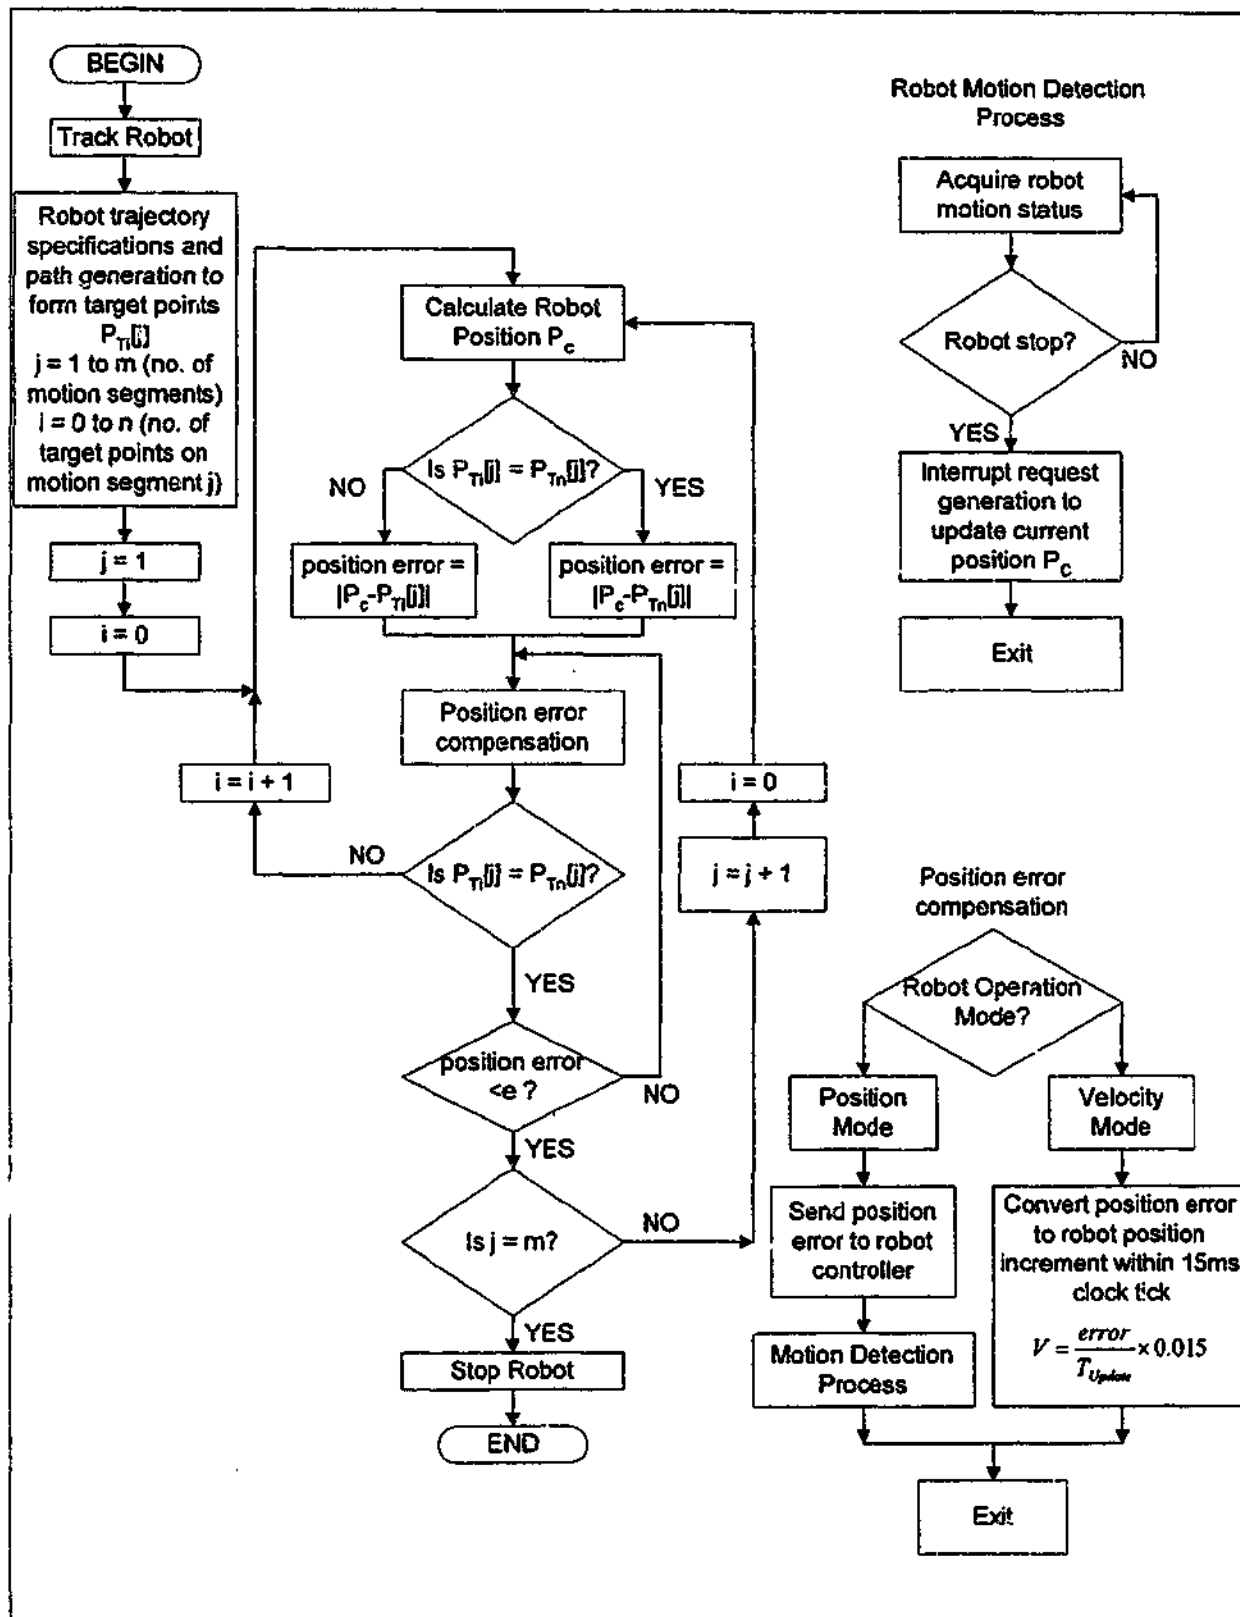 BEGIN
Track Robot
Robot trajectory
specifications and
path generation to
form target points
P_Ti[j]
j = 1 to m (no. of
motion segments)
i = 0 to n (no. of
target points on
motion segment j)
j = 1
i = 0
i = i + 1
Calculate Robot
Position P_c
Is P_Ti[j] = P_Tn[j]?
NO
YES
position error =
|P_c-P_Ti[j]|
position error =
|P_c-P_Tn[j]|
Position error
compensation
Is P_Ti[j] = P_Tn[j]?
NO
YES
position error
<e ?
NO
YES
Is j = m?
NO
YES
Stop Robot
END
i = 0
j = j + 1
Robot Motion Detection
Process
Acquire robot
motion status
Robot stop?
NO
YES
Interrupt request
generation to
update current
position P_C
Exit
Position error
compensation
Robot Operation
Mode?
Position
Mode
Send position
error to robot
controller
Motion Detection
Process
Velocity
Mode
Convert position error
to robot position
increment within 15ms
clock tick
V = error / T_Update × 0.015
Exit